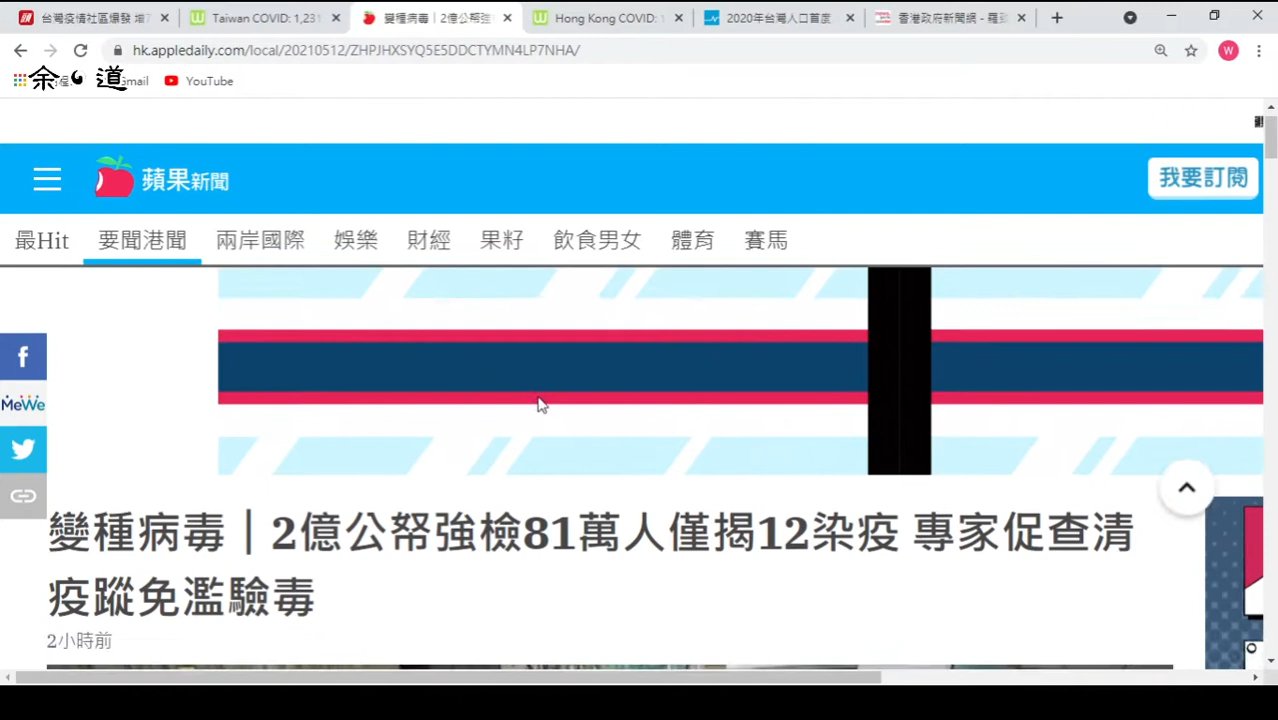 台灣疫情社區爆發 增7
Taiwan COVID: 1,231
變種病毒｜2億公帑強
Hong Kong COVID: 1
2020年台灣人口首度
香港政府新聞網 - 羅致
hk.appledaily.com/local/20210512/ZHPJHXSYQ5E5DDCTYMN4LP7NHA/
W
余 道
Gmail
YouTube
蘋果新聞
我要訂閱
最Hit
要聞港聞
兩岸國際
娛樂
財經
果籽
飲食男女
體育
賽馬
MeWe
變種病毒｜2億公帑強檢81萬人僅揭12染疫 專家促查清
疫蹤免濫驗毒
2小時前